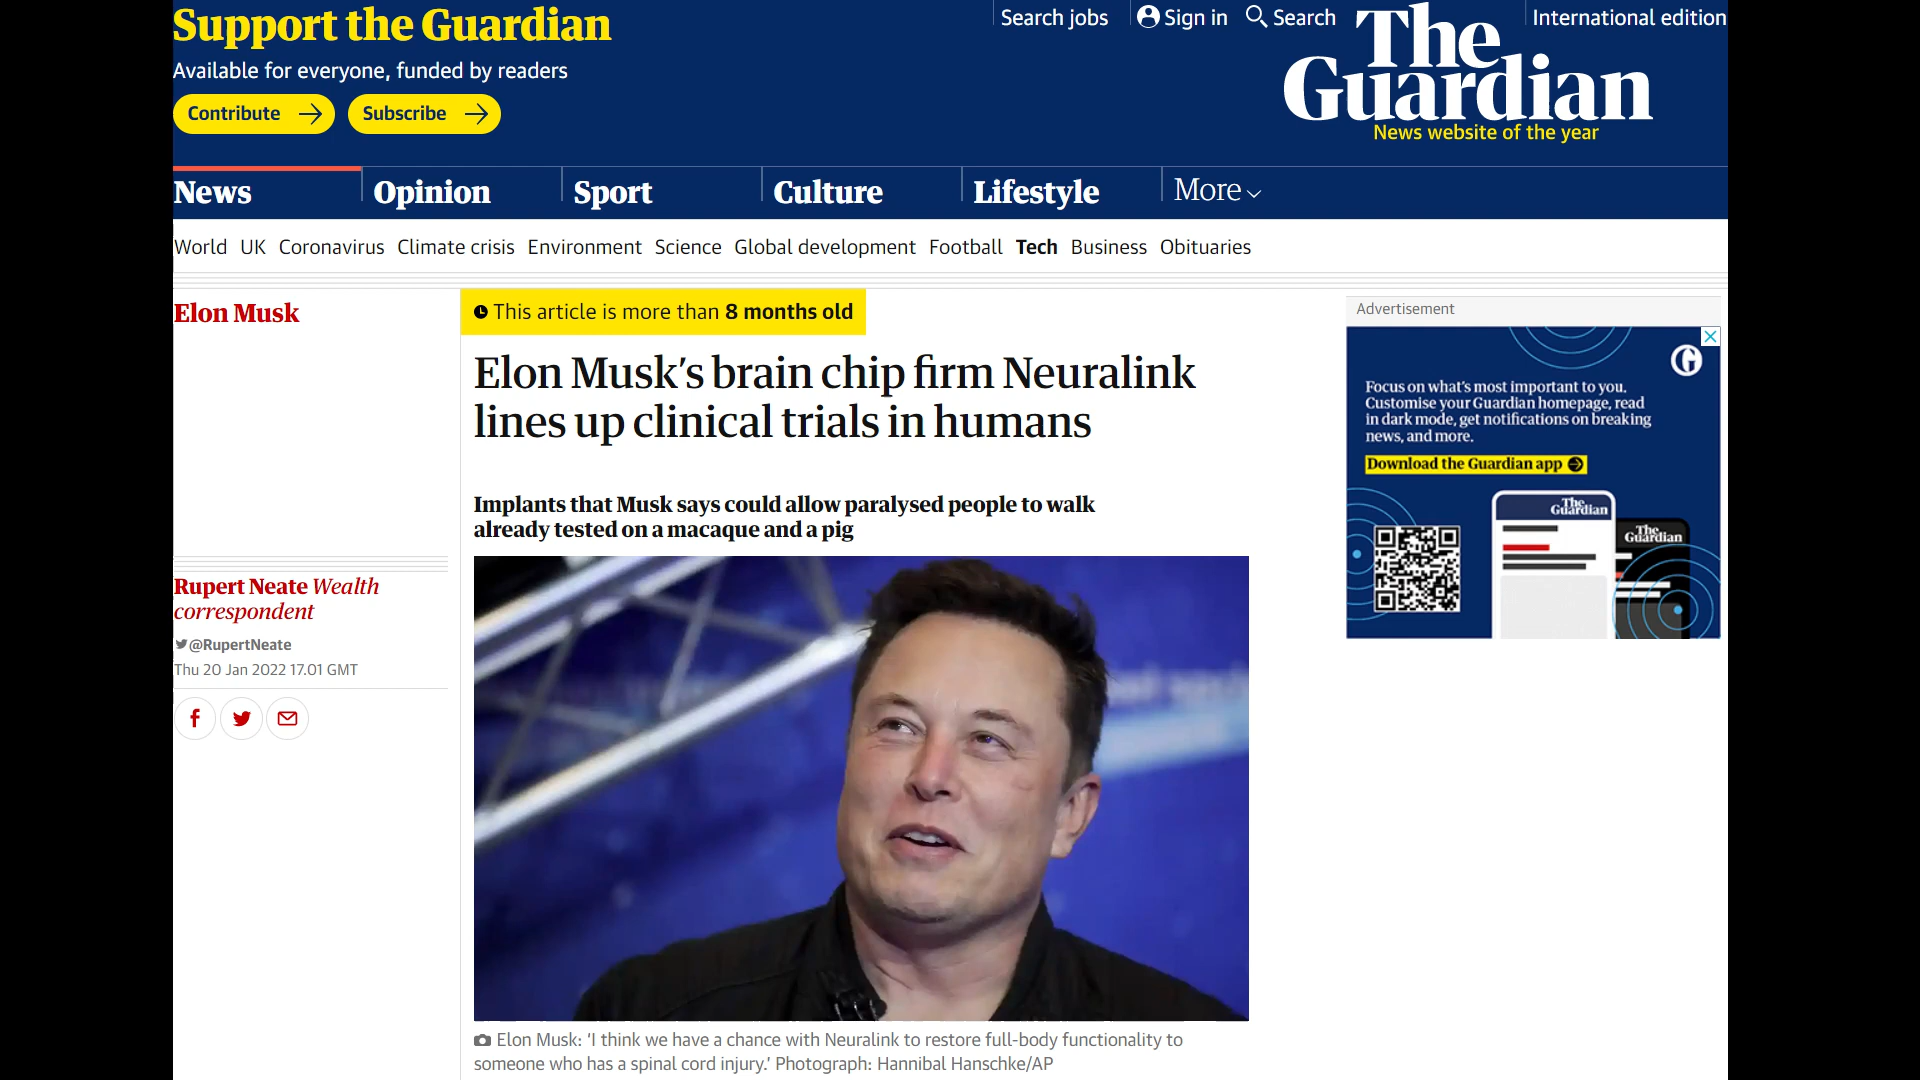 Support the Guardian
Available for everyone, funded by readers
Contribute
Subscribe
Search jobs
Sign in
Search
International edition
The
Guardian
News website of the year
News
Opinion
Sport
Culture
Lifestyle
More
World UK Coronavirus Climate crisis Environment Science Global development Football Tech Business Obituaries
Elon Musk
This article is more than 8 months old
Elon Musk’s brain chip firm Neuralink
lines up clinical trials in humans
Implants that Musk says could allow paralysed people to walk
already tested on a macaque and a pig
Rupert Neate Wealth
correspondent
@RupertNeate
Thu 20 Jan 2022 17.01 GMT
Elon Musk: ‘I think we have a chance with Neuralink to restore full-body functionality to
someone who has a spinal cord injury.’ Photograph: Hannibal Hanschke/AP
Advertisement
G
Focus on what’s most important to you.
Customise your Guardian homepage, read
in dark mode, get notifications on breaking
news, and more.
Download the Guardian app
The
Guardian
The
Guardian